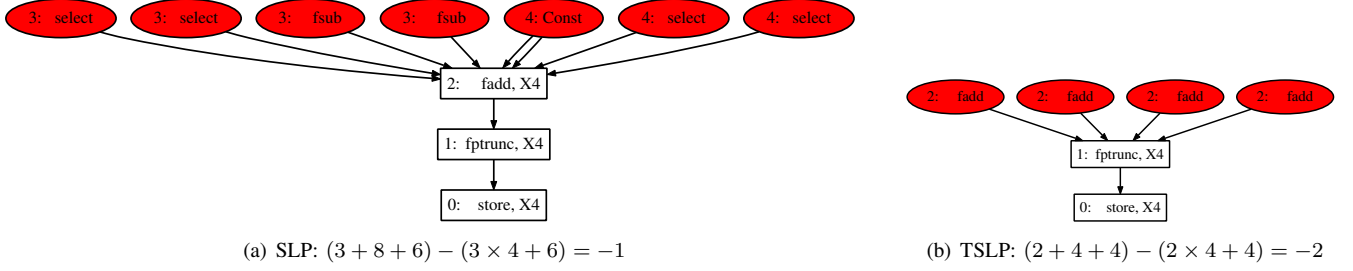 3: select 3: select 3: fsub 3: fsub 4: Const 4: select 4: select
2: fadd, X4
1: fptrunc, X4
0: store, X4
(a) SLP: (3 + 8 + 6) − (3 × 4 + 6) = −1
2: fadd 2: fadd 2: fadd 2: fadd
1: fptrunc, X4
0: store, X4
(b) TSLP: (2 + 4 + 4) − (2 × 4 + 4) = −2